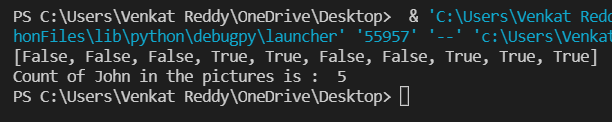 PS C:\Users\Venkat Reddy\OneDrive\Desktop>  & 'C:\Users\Venkat Redd
honFiles\lib\python\debugpy\launcher' '55957' '--' 'c:\Users\Venkat
[False, False, False, True, True, False, False, True, True, True]
Count of John in the pictures is :  5
PS C:\Users\Venkat Reddy\OneDrive\Desktop>